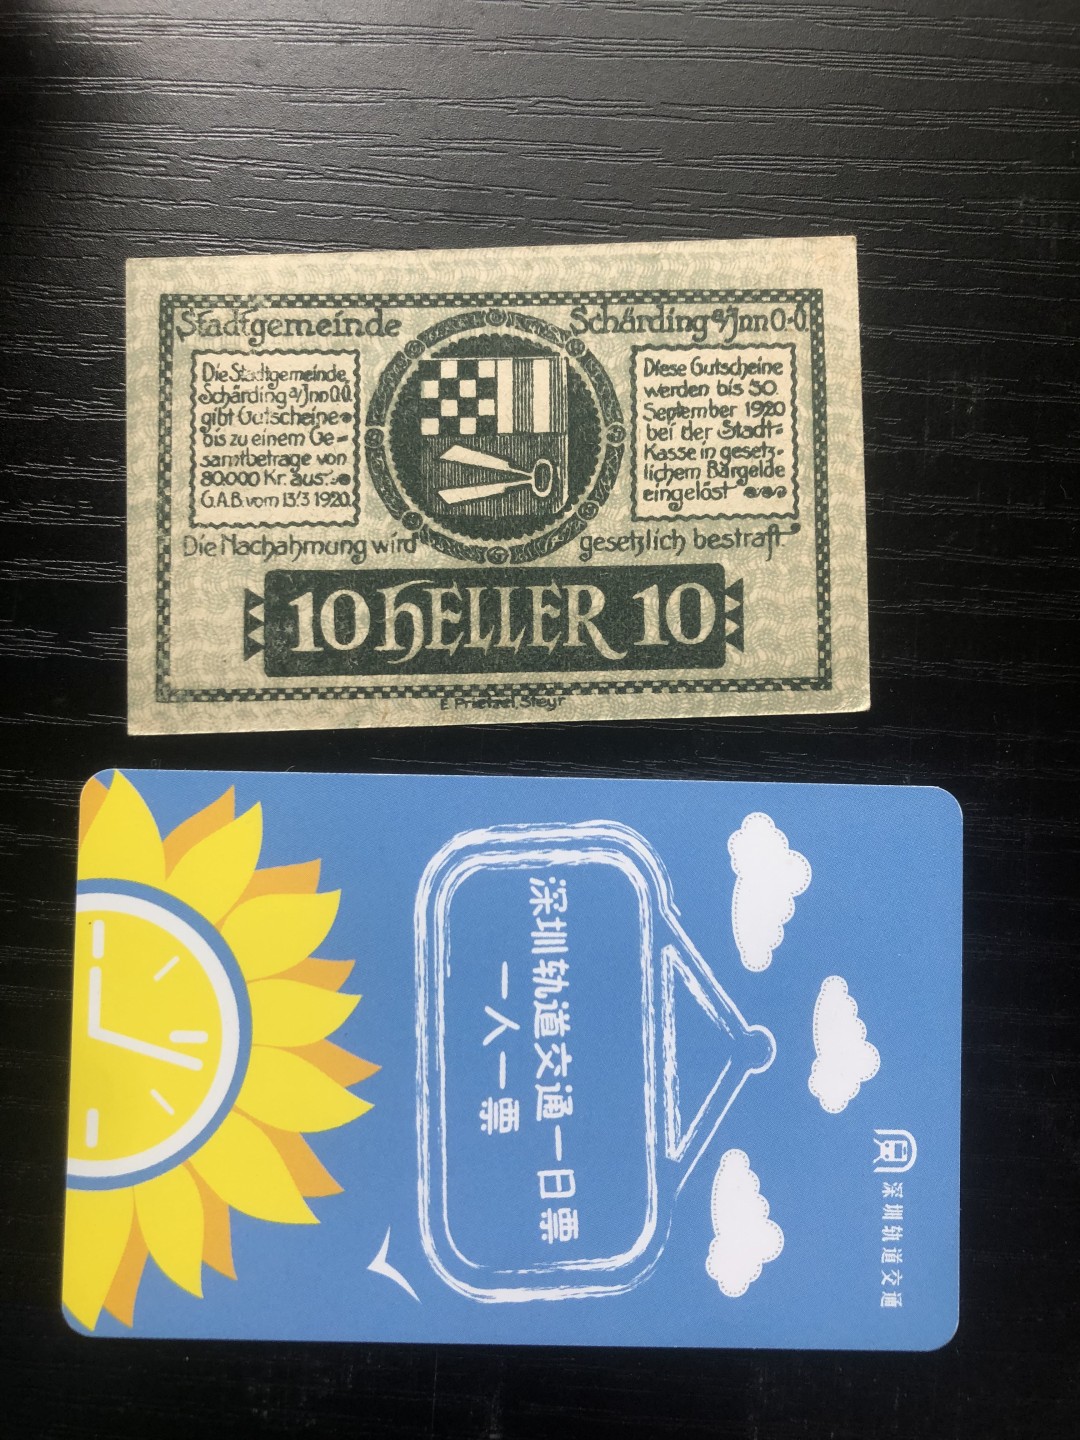 Stadtgemeinde
Schärding a/Inn O.-Ö.
Die Stadtgemeinde
Schärding a/Inn O.Ö.
gibt Gutscheine
bis zu einem Ge-
samtbetrage von
80.000 Kr. aus.
G.A.B. vom 13/3 1920.
Diese Gutscheine
werden bis 30.
September 1920
bei der Stadt-
Kasse in gesetz-
lichem Bargelde
eingelöst
Die Nachahmung wird gesetzlich bestraft
10 HELLER 10
E. Prietzel, Steyr
深圳轨道交通
深圳轨道交通一日票
一人一票